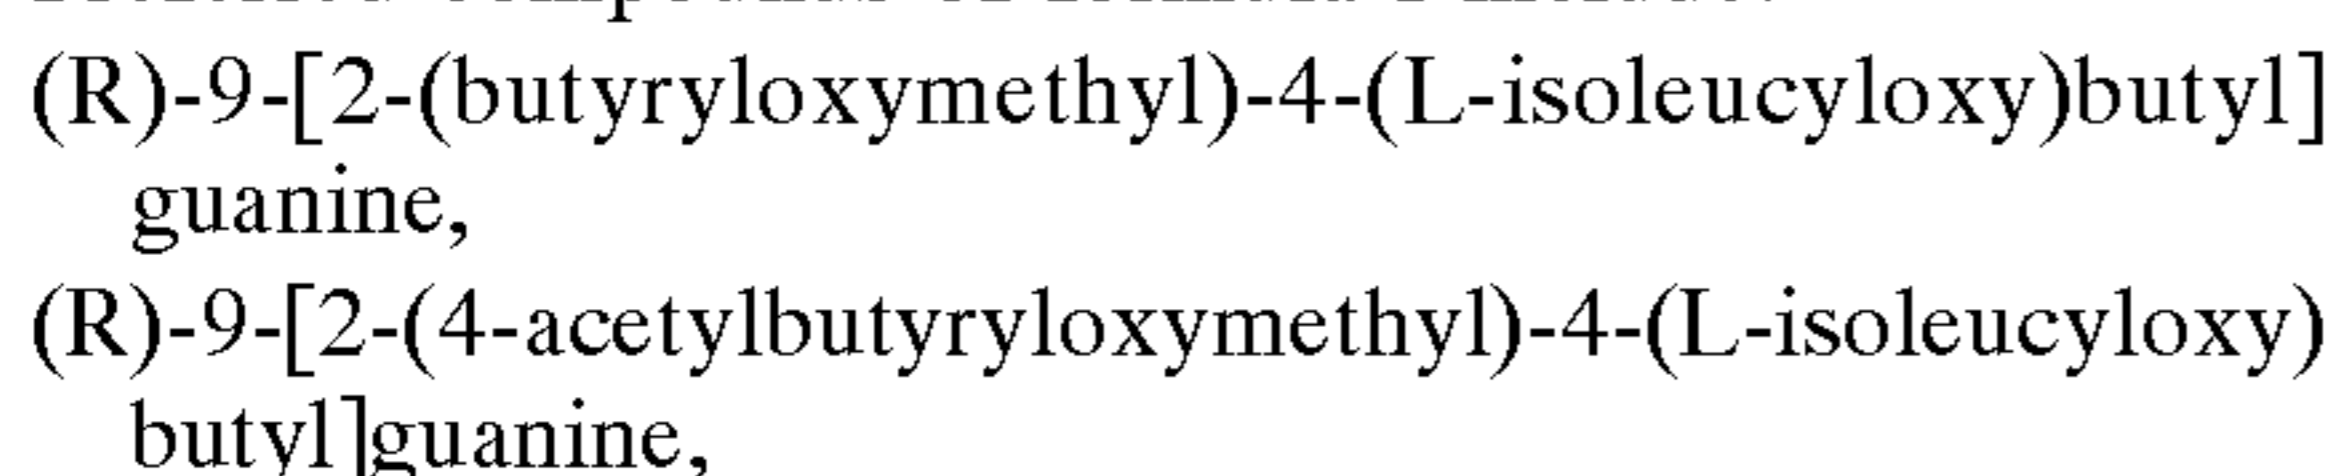 (R)-9-[2-(butyryloxymethyl)-4-(L-isoleucyloxy)butyl]
guanine,
(R)-9-[2-(4-acetylbutyryloxymethyl)-4-(L-isoleucyloxy)
butyl]guanine,